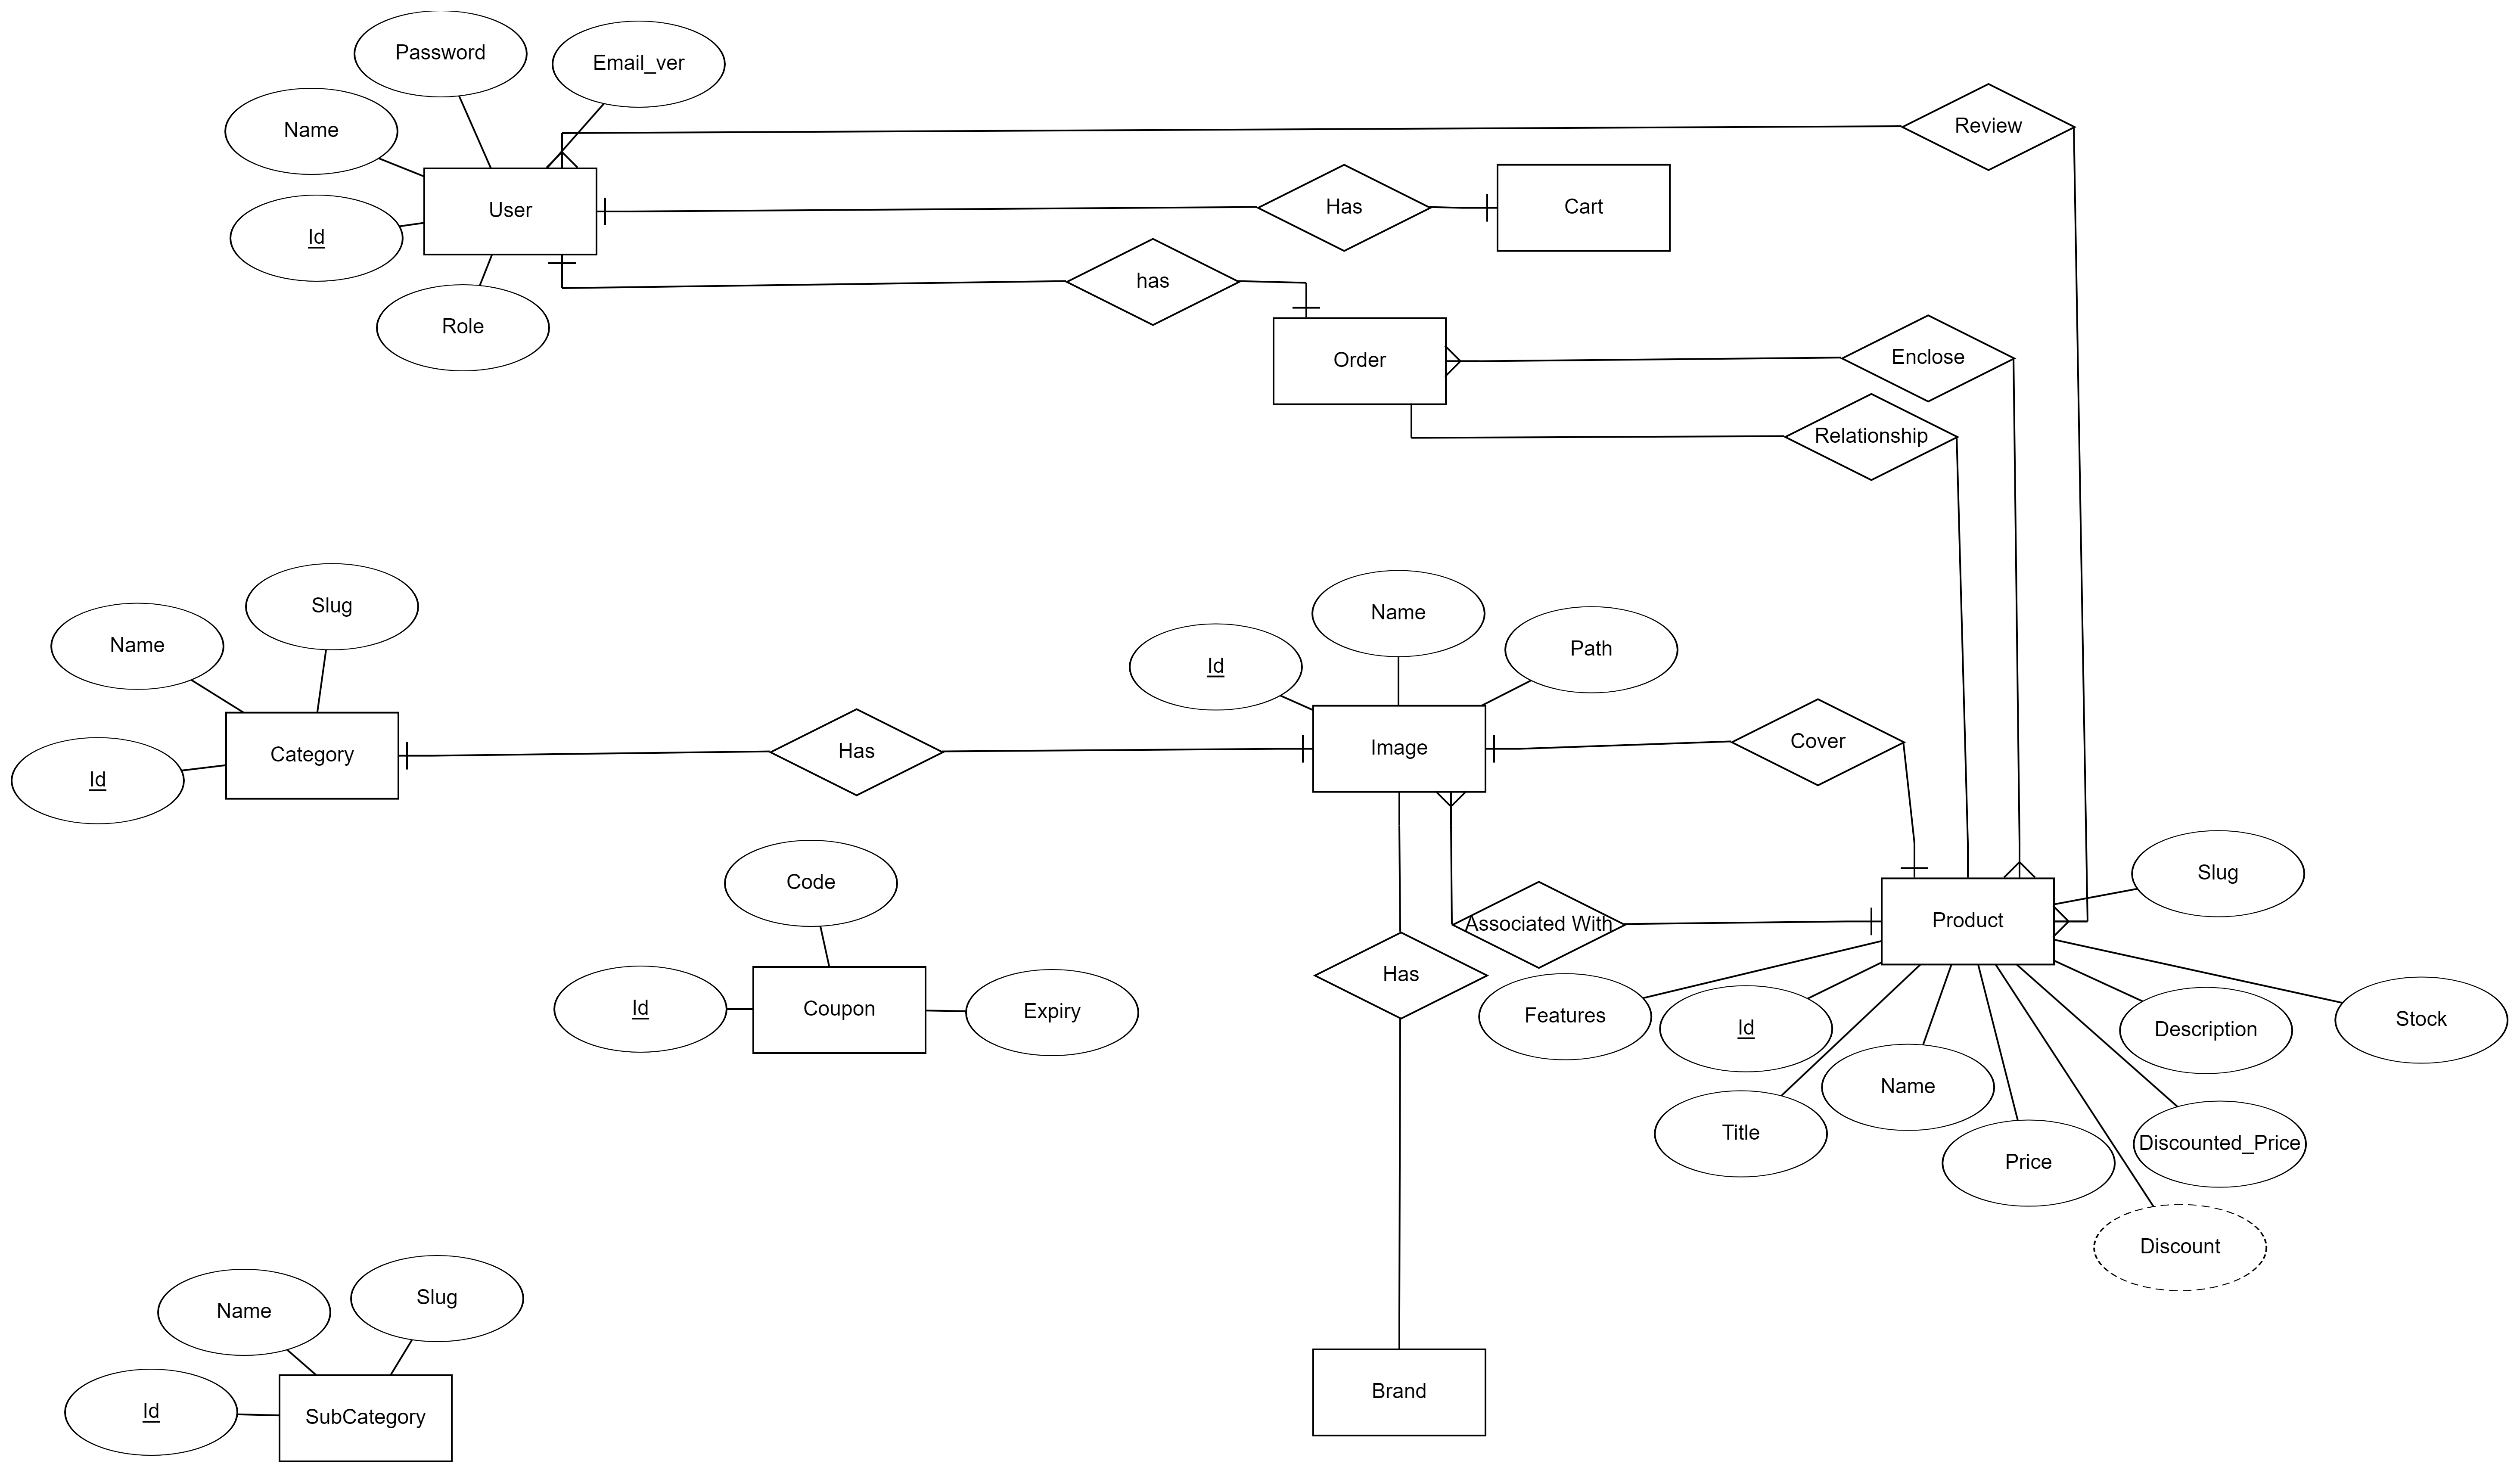 Password
Email_ver
Name
Review
User
Has
Cart
Id
has
Role
Order
Enclose
Relationship
Slug
Name
Name
Path
Id
Category
Has
Image
Cover
Id
Code
Slug
Associated With
Product
Has
Id
Coupon
Expiry
Features
Id
Description
Stock
Name
Title
Price
Discounted_Price
Discount
Name
Slug
Brand
Id
SubCategory